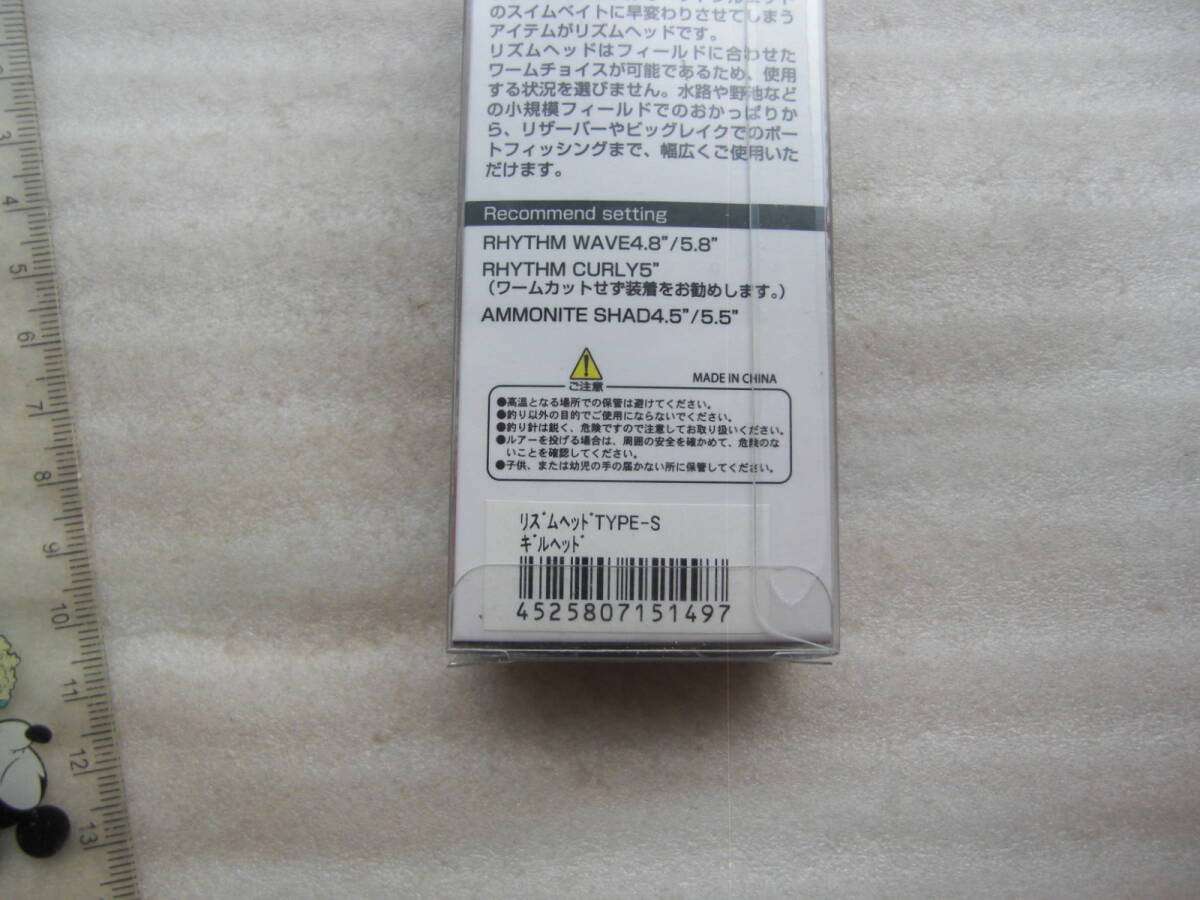 のスイムベイトに早変わりさせてしまう
アイテムがリズムヘッドです。
リズムヘッドはフィールドに合わせた
ワームチョイスが可能であるため、使用
する状況を選びません。水路や野池など
の小規模フィールドでのおかっぱりか
ら、リザーバーやビッグレイクでのボー
トフィッシングまで、幅広くご使用いた
だけます。
Recommend setting
RHYTHM WAVE4.8”/5.8”
RHYTHM CURLY5”
（ワームカットせず装着をお勧めします。）
AMMONITE SHAD4.5”/5.5”
ご注意
MADE IN CHINA
●高温となる場所での保管は避けてください。
●釣り以外の目的でご使用にならないでください。
●釣り針は鋭く、危険ですので注意してお取り扱いください。
●ルアーを投げる場合は、周囲の安全を確かめて、危険のな
いことを確認してください。
●子供、または幼児の手の届かない所に保管してください。
ﾘｽﾞﾑﾍｯﾄﾞTYPE-S
ｷﾞﾙﾍｯﾄﾞ
4525807151497
3
4
5
6
7
8
9
10
11
12
13